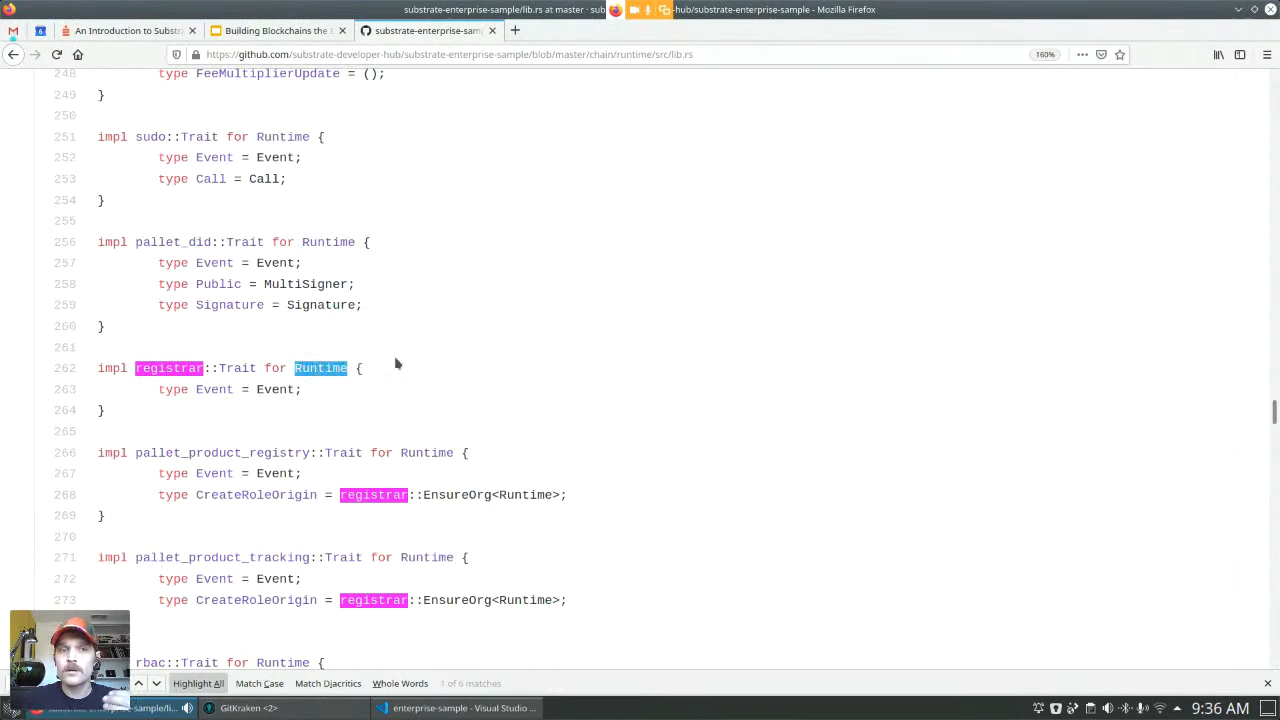 substrate-enterprise-sample/lib.rs at master · sub hub/substrate-enterprise-sample - Mozilla Firefox
6 An Introduction to Substr Building Blockchains the E substrate-enterprise-samp
https://github.com/substrate-developer-hub/substrate-enterprise-sample/blob/master/chain/runtime/src/lib.rs 160%
248 type FeeMultiplierUpdate = ();
249 }
250
251 impl sudo::Trait for Runtime {
252 type Event = Event;
253 type Call = Call;
254 }
255
256 impl pallet_did::Trait for Runtime {
257 type Event = Event;
258 type Public = MultiSigner;
259 type Signature = Signature;
260 }
261
262 impl registrar::Trait for Runtime {
263 type Event = Event;
264 }
265
266 impl pallet_product_registry::Trait for Runtime {
267 type Event = Event;
268 type CreateRoleOrigin = registrar::EnsureOrg<Runtime>;
269 }
270
271 impl pallet_product_tracking::Trait for Runtime {
272 type Event = Event;
273 type CreateRoleOrigin = registrar::EnsureOrg<Runtime>;
rbac::Trait for Runtime {
Highlight All Match Case Match Diacritics Whole Words 1 of 6 matches
substrate-enterprise-sample/li... GitKraken <2> enterprise-sample - Visual Studio ... 9:36 AM